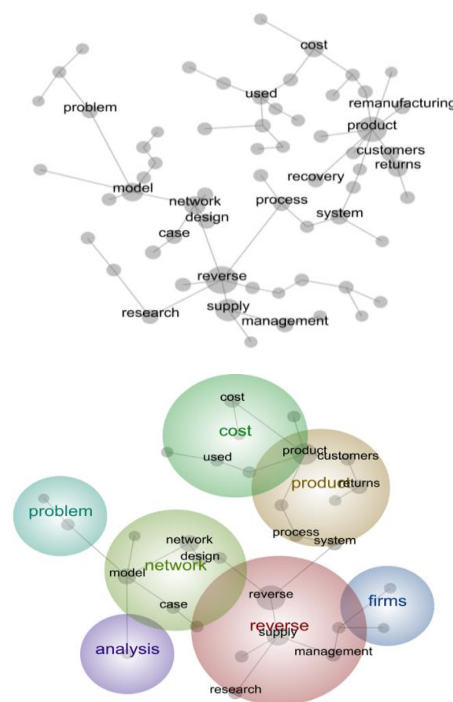 cost
used
remanufacturing
problem
product
customers
returns
recovery
model
process
network
design
system
case
reverse
supply
research
management
cost
cost
used
product
customers
product
returns
problem
process
network
design
system
network
model
reverse
firms
case
reverse
supply
analysis
management
research